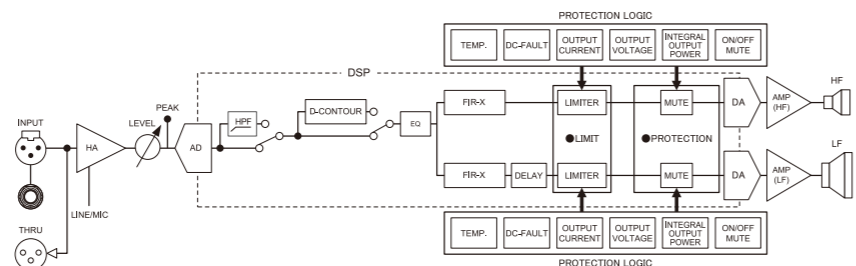 PROTECTION LOGIC
TEMP.
DC-FAULT
OUTPUT
CURRENT
OUTPUT
VOLTAGE
INTEGRAL
OUTPUT
POWER
ON/OFF
MUTE
DSP
PEAK
LEVEL
INPUT
HA
AD
HPF
D-CONTOUR
EQ
FIR-X
LIMITER
MUTE
DA
AMP
(HF)
HF
●LIMIT
●PROTECTION
FIR-X
DELAY
LIMITER
MUTE
DA
AMP
(LF)
LF
LINE/MIC
THRU
TEMP.
DC-FAULT
OUTPUT
CURRENT
OUTPUT
VOLTAGE
INTEGRAL
OUTPUT
POWER
ON/OFF
MUTE
PROTECTION LOGIC